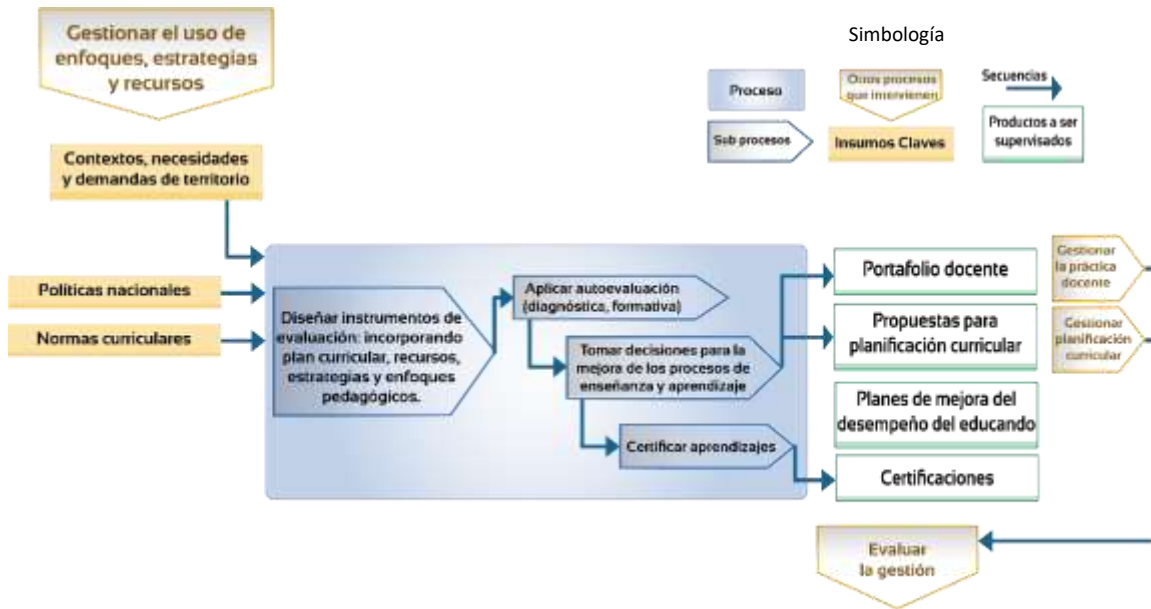 Gestionar el uso de
enfoques, estrategias
y recursos
Simbología
Proceso
Otros procesos
que intervienen
Secuencias
Sub procesos
Insumos Claves
Productos a ser
supervisados
Contextos, necesidades
y demandas de territorio
Políticas nacionales
Normas curriculares
Diseñar instrumentos de
evaluación: incorporando
plan curricular, recursos,
estrategias y enfoques
pedagógicos.
Aplicar autoevaluación
(diagnóstica, formativa)
Tomar decisiones para la
mejora de los procesos de
enseñanza y aprendizaje
Certificar aprendizajes
Portafolio docente
Propuestas para
planificación curricular
Planes de mejora del
desempeño del educando
Certificaciones
Gestionar
la práctica
docente
Gestionar
planificación
curricular
Evaluar
la gestión